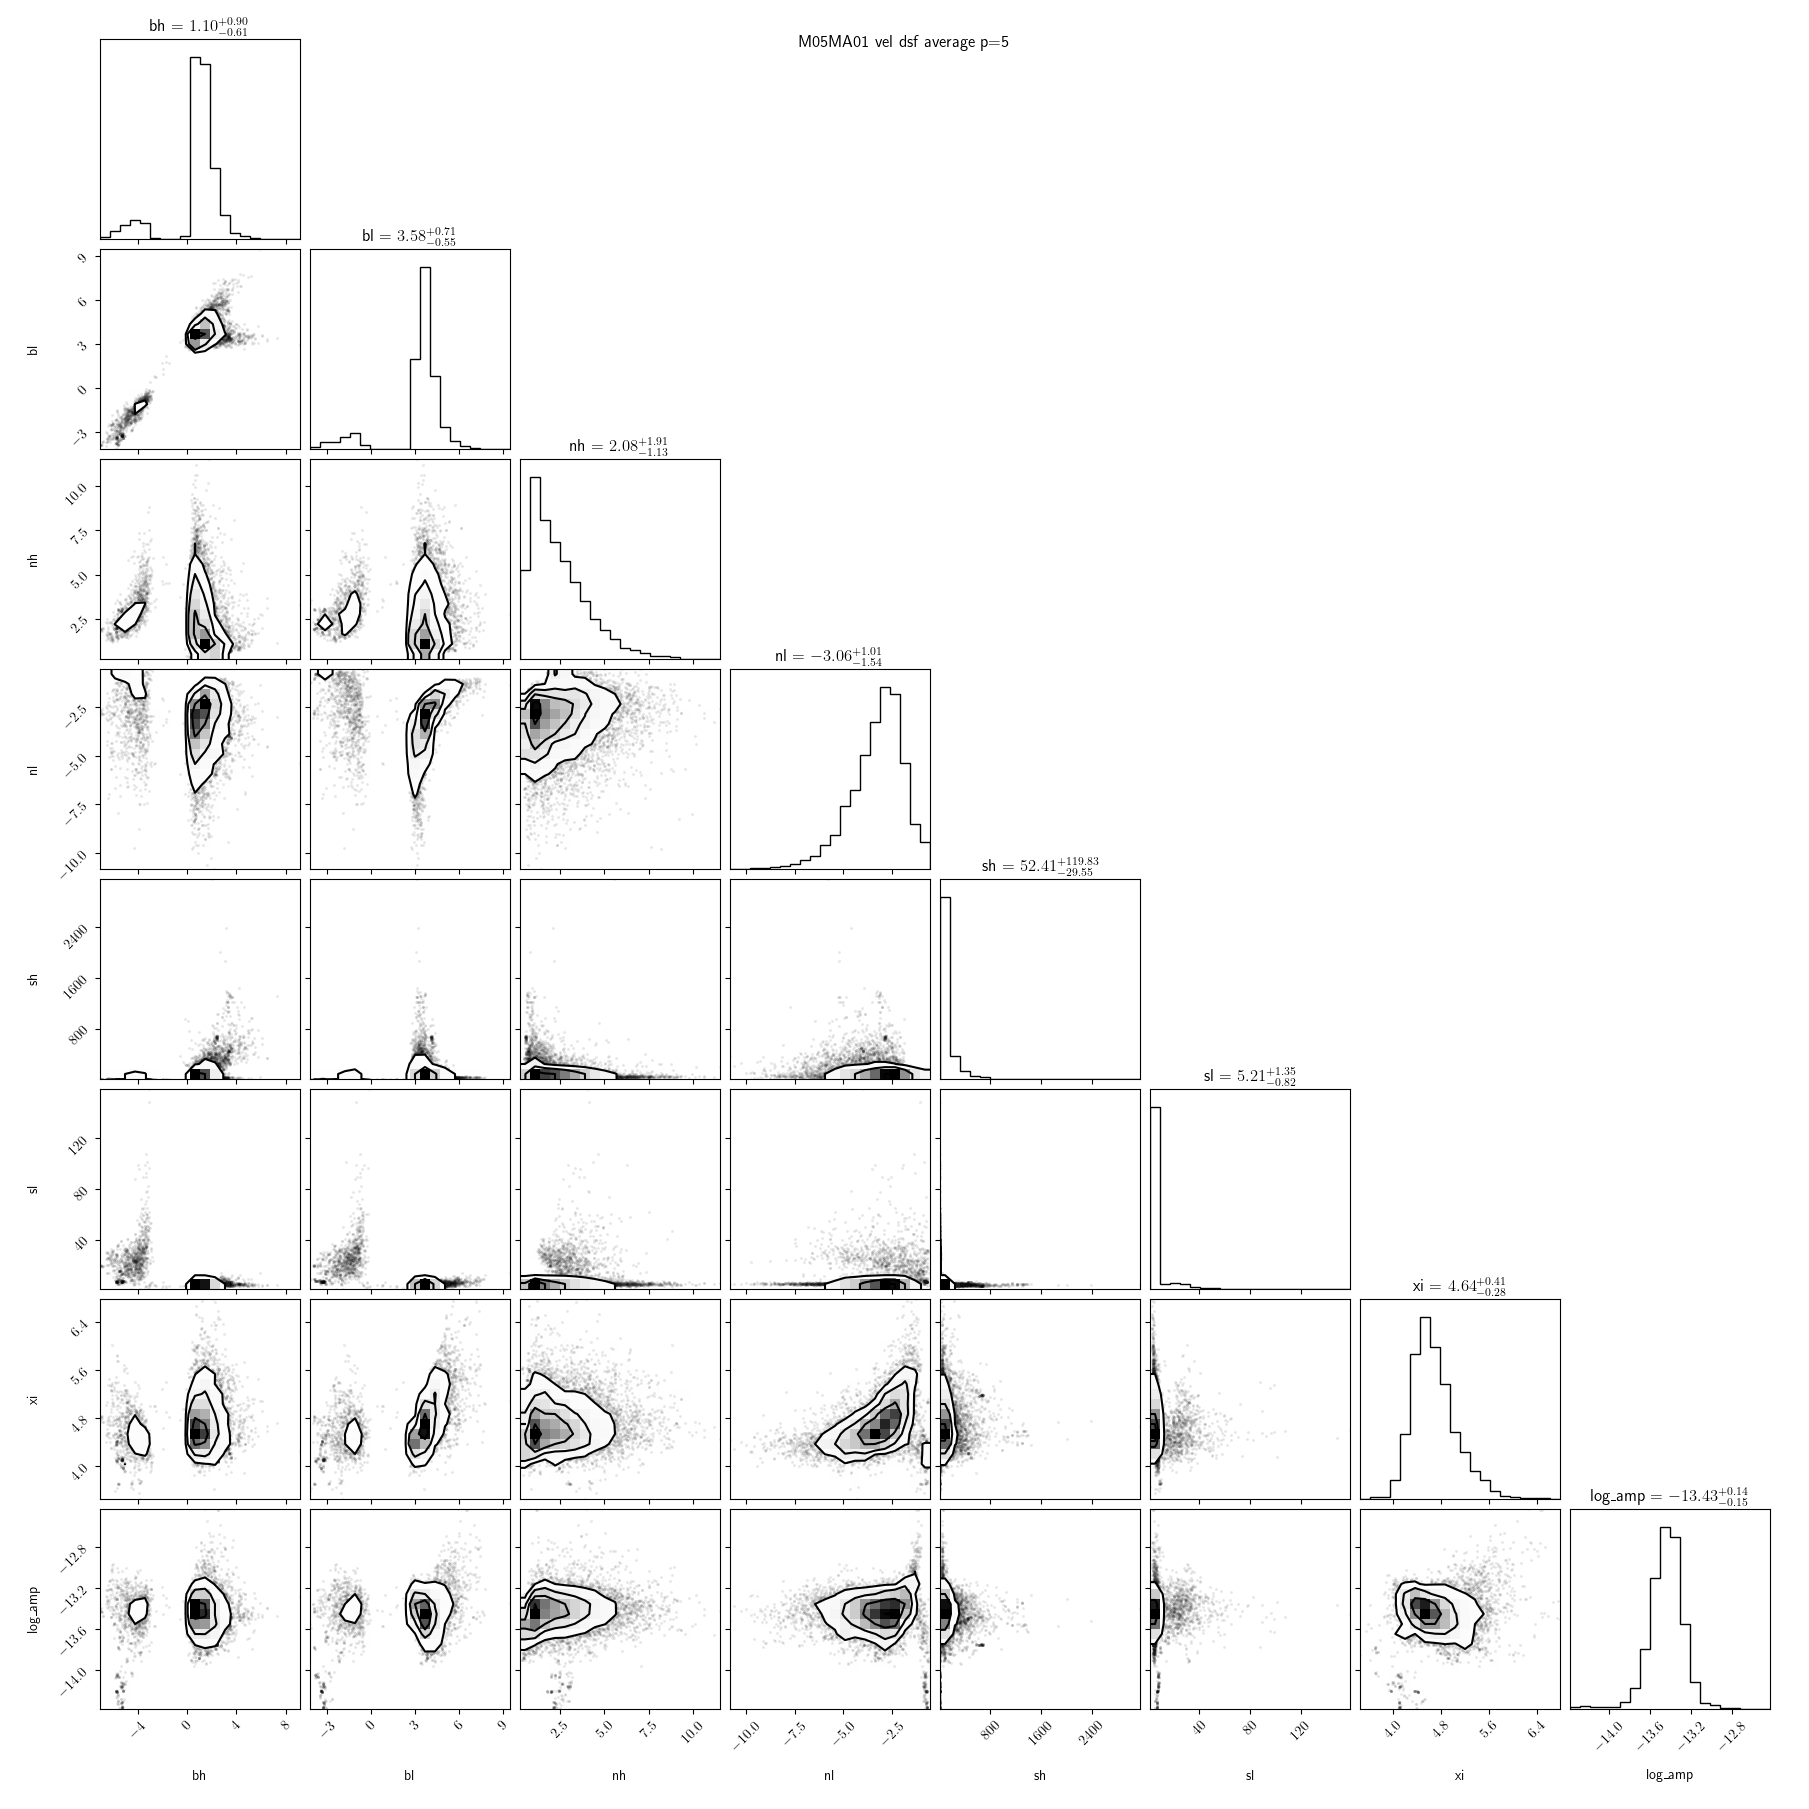 M05MA01 vel dsf average p=5
bh = 1.10+0.90 −0.61
bl = 3.58+0.71 −0.55
nh = 2.08+1.91 −1.13
nl = −3.06+1.01 −1.54
sh = 52.41+119.83 −29.55
sl = 5.21+1.35 −0.82
xi = 4.64+0.41 −0.28
log_amp = −13.43+0.14 −0.15
9
6
3
0
−3
bl
10.0
7.5
5.0
2.5
nh
−2.5
−5.0
−7.5
−10.0
nl
2400
1600
800
sh
120
80
40
sl
6.4
5.6
4.8
4.0
xi
−12.8
−13.2
−13.6
−14.0
log_amp
−4 0 4 8
−3 0 3 6 9
2.5 5.0 7.5 10.0
−10.0 −7.5 −5.0 −2.5
800 1600 2400
40 80 120
4.0 4.8 5.6 6.4
−14.0 −13.6 −13.2 −12.8
bh bl nh nl sh sl xi log_amp